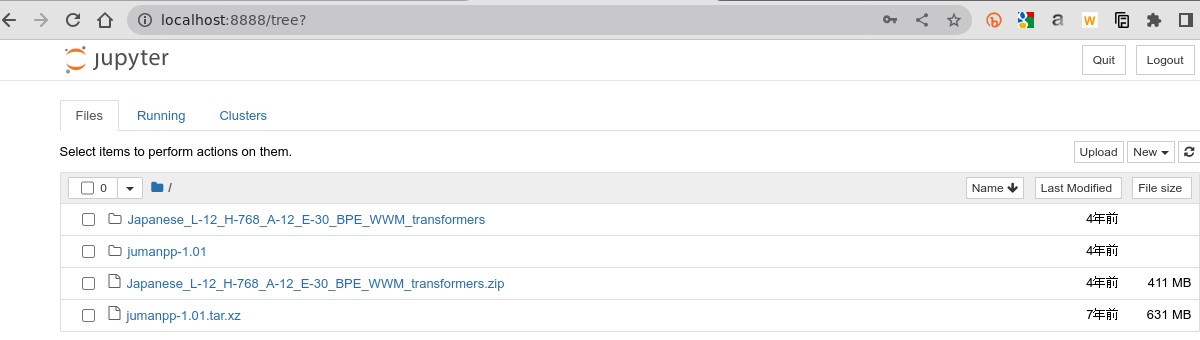 localhost:8888/tree?
jupyter
Quit
Logout
Files
Running
Clusters
Select items to perform actions on them.
Upload
New
0
/
Name
Last Modified
File size
Japanese_L-12_H-768_A-12_E-30_BPE_WWM_transformers
4年前
jumanpp-1.01
4年前
Japanese_L-12_H-768_A-12_E-30_BPE_WWM_transformers.zip
4年前
411 MB
jumanpp-1.01.tar.xz
7年前
631 MB